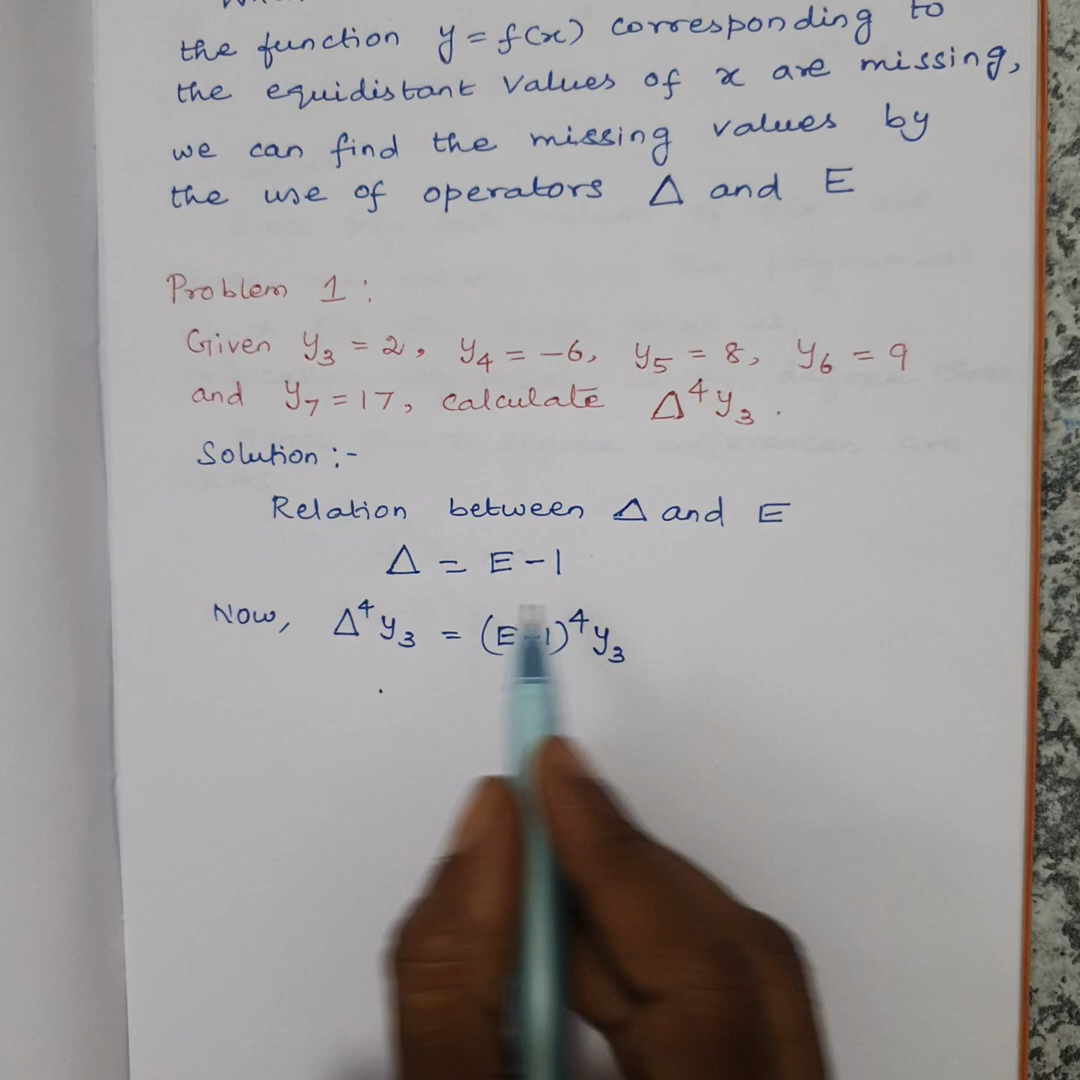 the function y = f(x) corresponding to
the equidistant values of x are missing,
we can find the missing values by
the use of operators Δ and E
Problem 1 :
Given y₃ = 2, y₄ = -6, y₅ = 8, y₆ = 9
and y₇ = 17, calculate Δ⁴y₃ .
Solution :-
Relation between Δ and E
Δ = E - 1
Now, Δ⁴y₃ = (E-1)⁴y₃